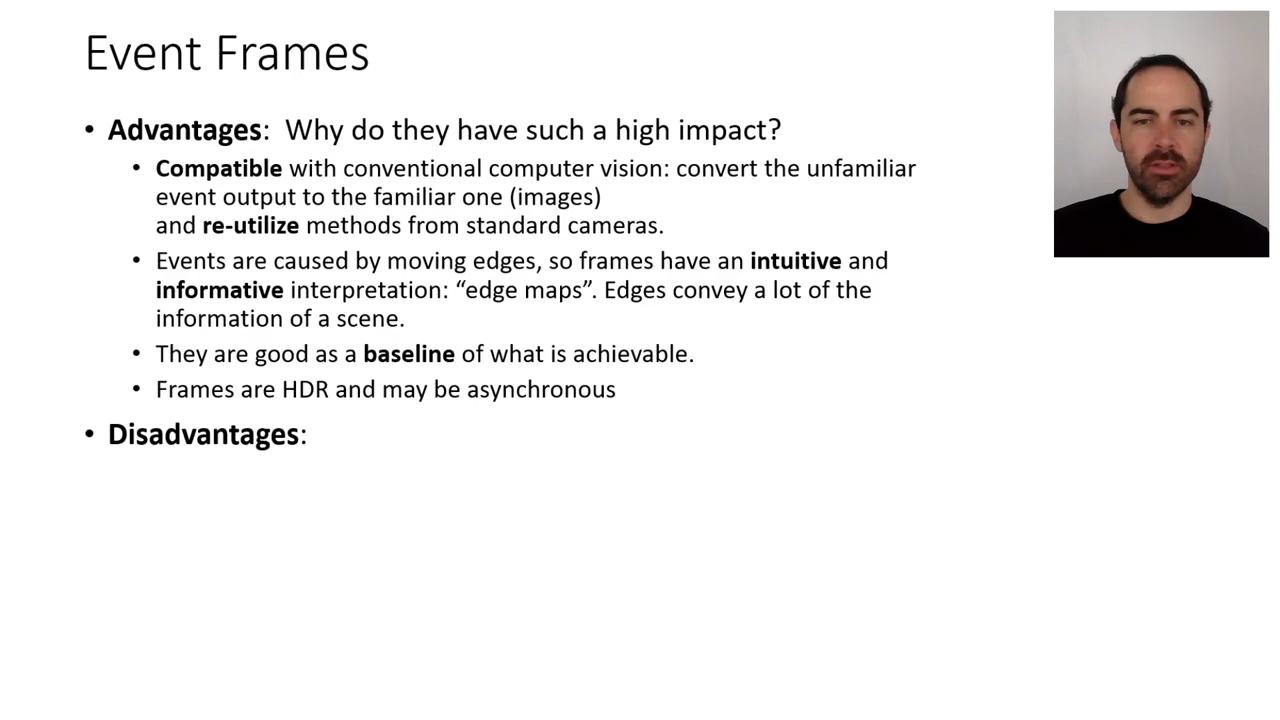 Event Frames
• Advantages: Why do they have such a high impact?
• Compatible with conventional computer vision: convert the unfamiliar
event output to the familiar one (images)
and re-utilize methods from standard cameras.
• Events are caused by moving edges, so frames have an intuitive and
informative interpretation: “edge maps”. Edges convey a lot of the
information of a scene.
• They are good as a baseline of what is achievable.
• Frames are HDR and may be asynchronous
• Disadvantages: